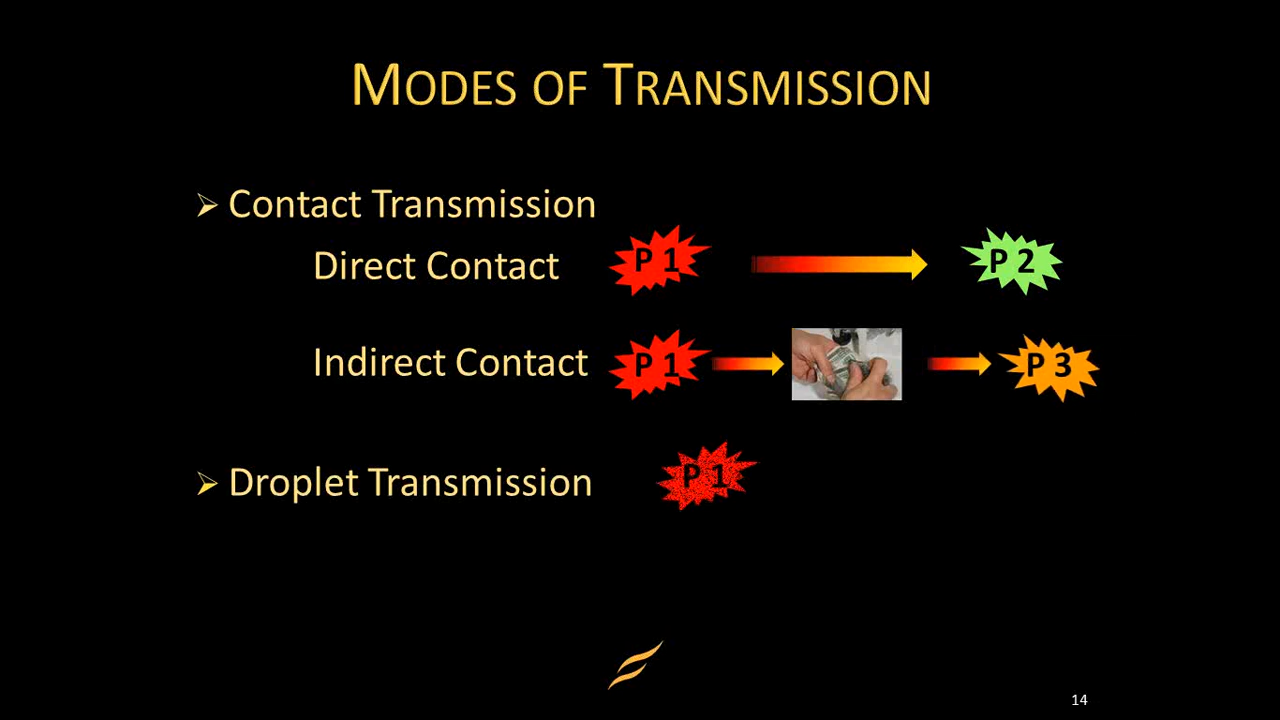 MODES OF TRANSMISSION
Contact Transmission
Direct Contact P 1 P 2
Indirect Contact P 1 P 3
Droplet Transmission P 1
14